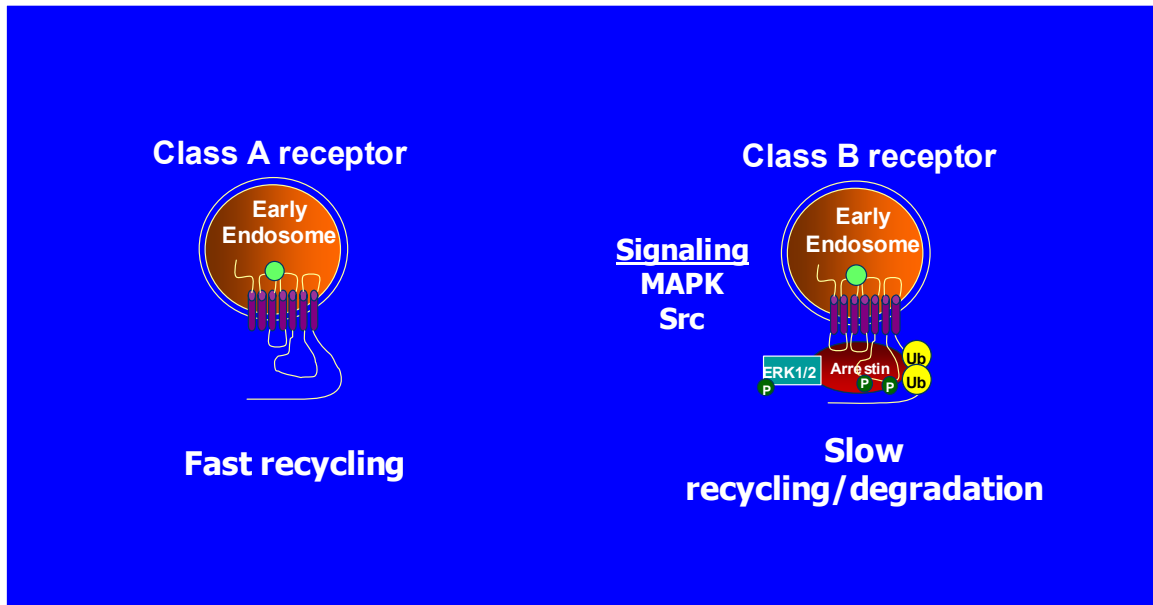 Class A receptor
Early
Endosome
Fast recycling
Class B receptor
Early
Endosome
Signaling
MAPK
Src
ERK1/2
P
Arrestin
P
P
Ub
Ub
Slow
recycling/degradation